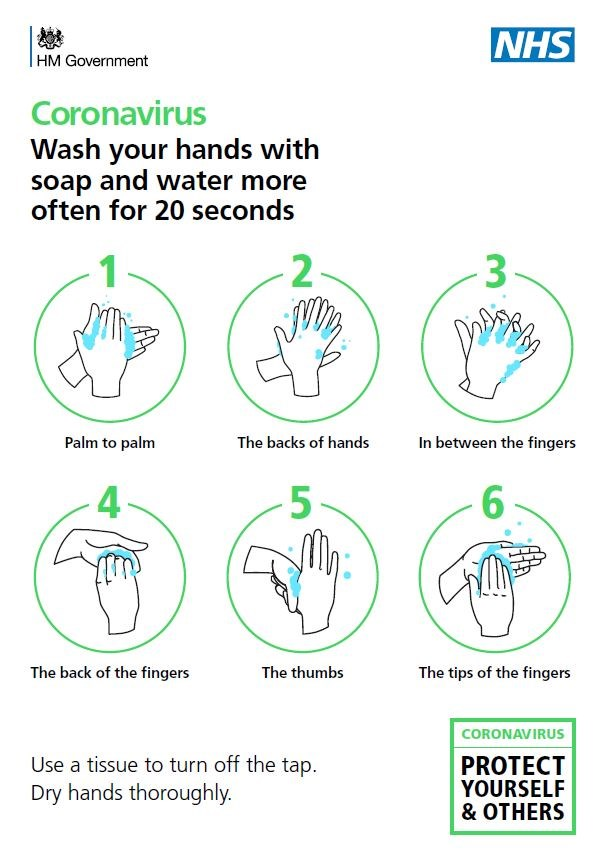 HM Government
NHS
Coronavirus
Wash your hands with
soap and water more
often for 20 seconds
1
Palm to palm
2
The backs of hands
3
In between the fingers
4
The back of the fingers
5
The thumbs
6
The tips of the fingers
Use a tissue to turn off the tap.
Dry hands thoroughly.
CORONAVIRUS
PROTECT
YOURSELF
& OTHERS